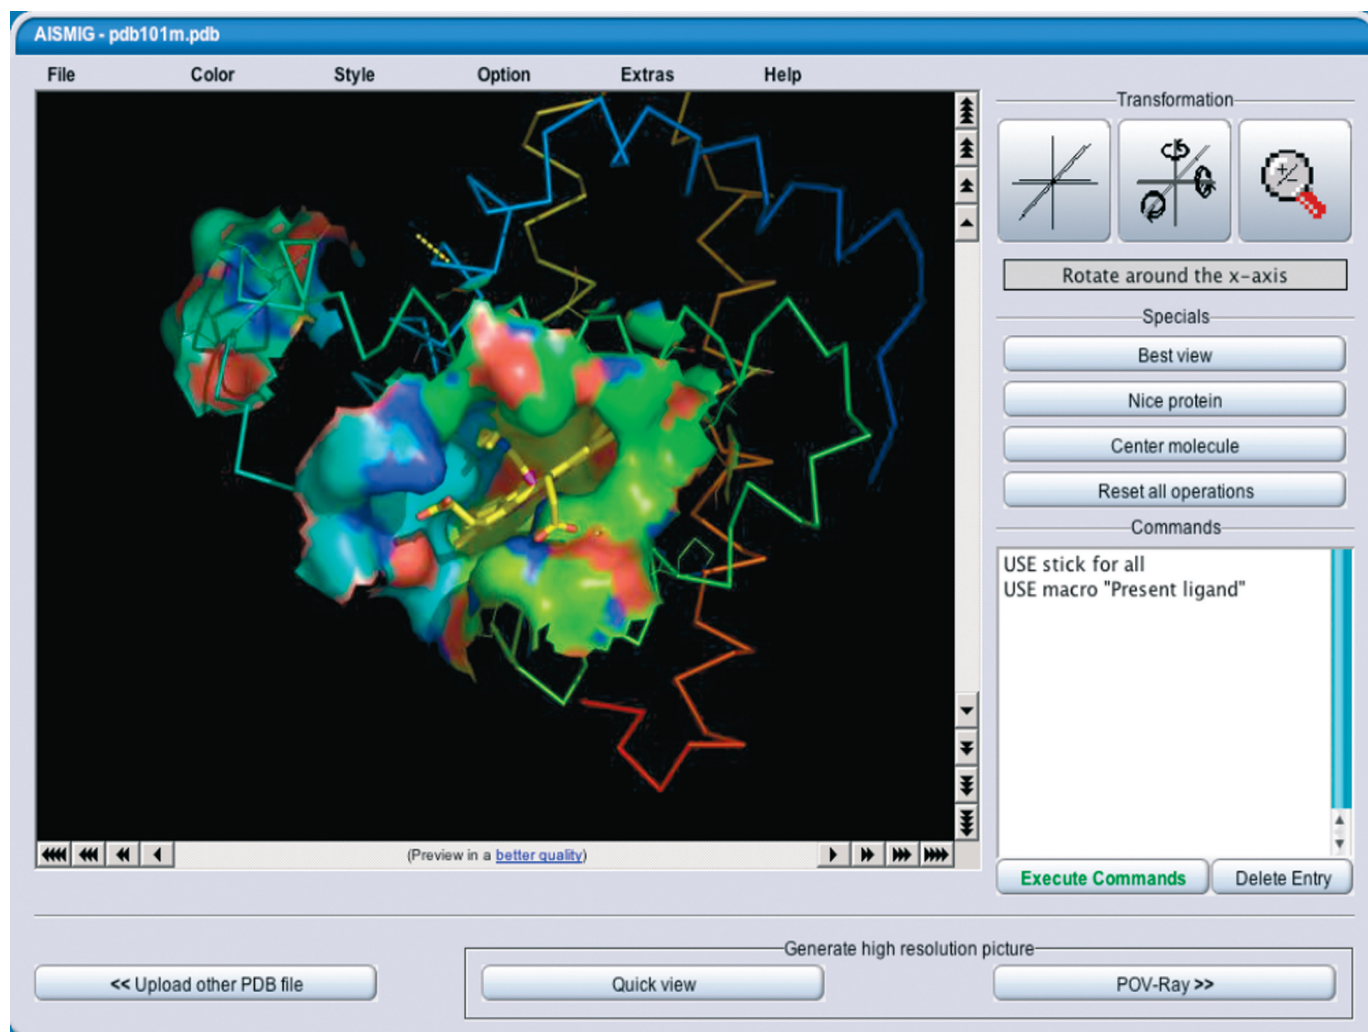 AISMIG - pdb101m.pdb
File Color Style Option Extras Help
Transformation
+/-
Rotate around the x-axis
Specials
Best view
Nice protein
Center molecule
Reset all operations
Commands
USE stick for all
USE macro "Present ligand"
(Preview in a better quality)
Execute Commands Delete Entry
Generate high resolution picture
<< Upload other PDB file Quick view POV-Ray >>